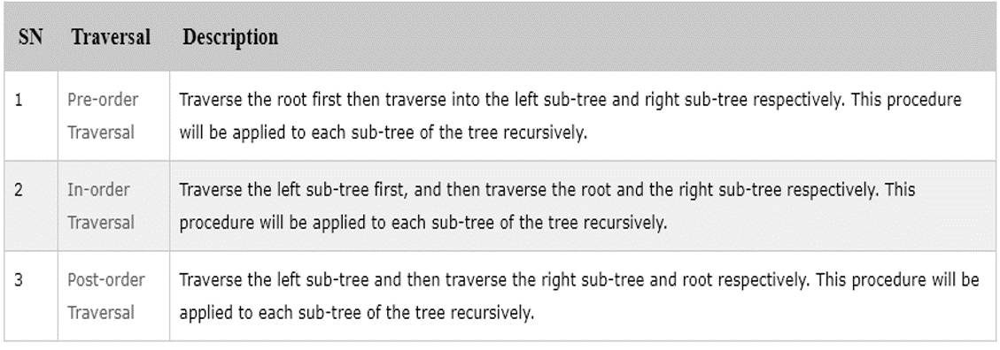 SN Traversal Description
1 Pre-order Traverse the root first then traverse into the left sub-tree and right sub-tree respectively. This procedure
Traversal will be applied to each sub-tree of the tree recursively.
2 In-order Traverse the left sub-tree first, and then traverse the root and the right sub-tree respectively. This
Traversal procedure will be applied to each sub-tree of the tree recursively.
3 Post-order Traverse the left sub-tree and then traverse the right sub-tree and root respectively. This procedure will be
Traversal applied to each sub-tree of the tree recursively.